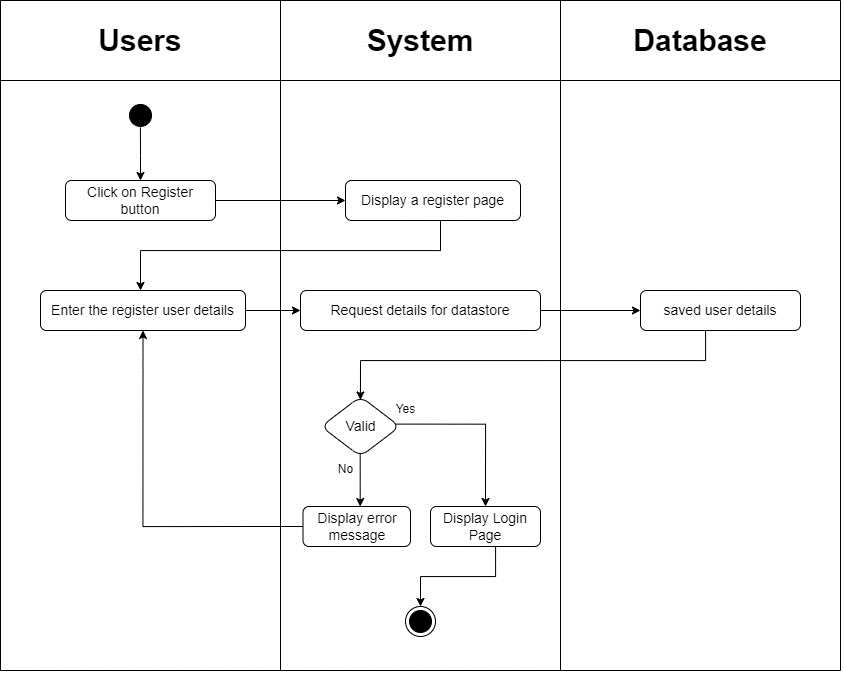 Users
System
Database
Click on Register
button
Display a register page
Enter the register user details
Request details for datastore
saved user details
Valid
Yes
No
Display error
message
Display Login
Page